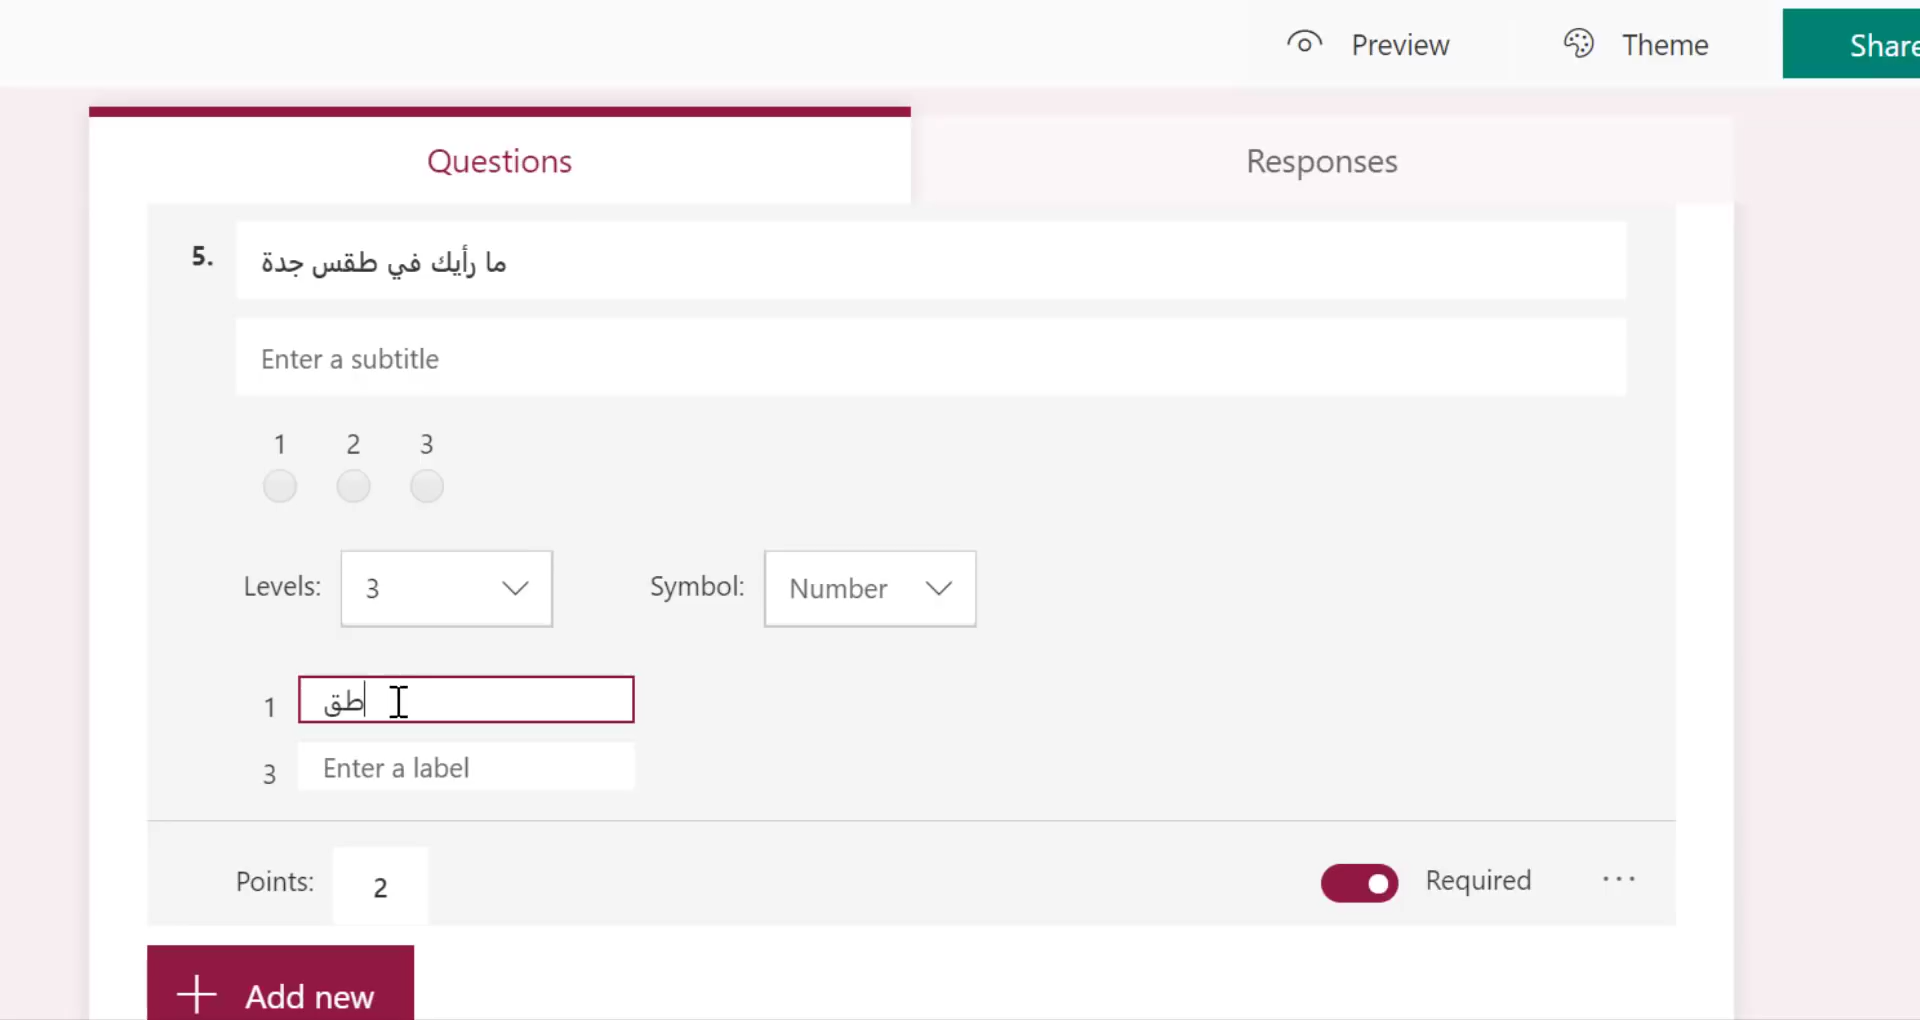 Preview Theme
Questions Responses
5. ما رأيك في طقس جدة
Enter a subtitle
1 2 3
Levels: 3 Symbol: Number
1 طق
3 Enter a label
Points: 2 Required ...
+ Add new